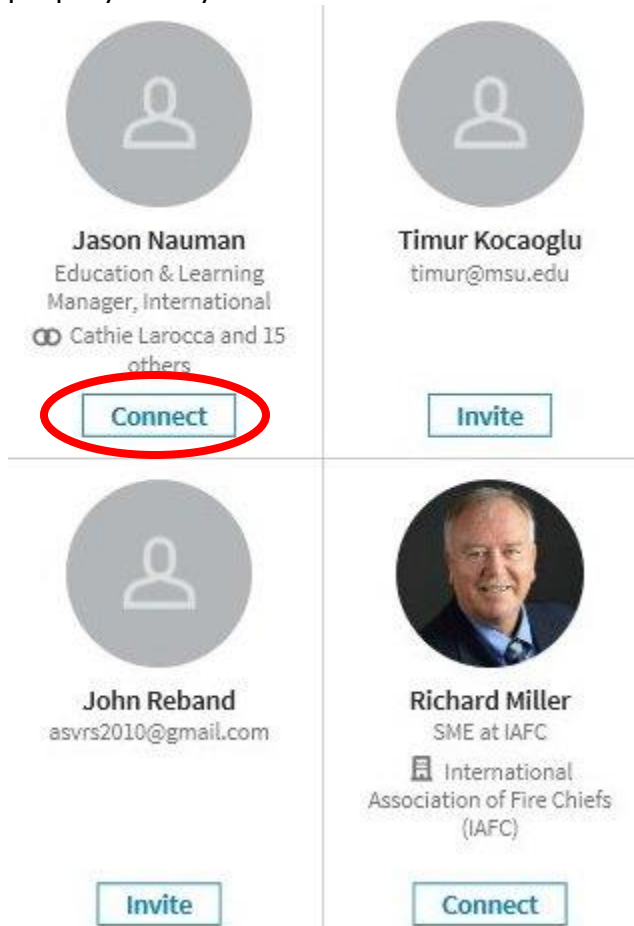 Jason Nauman
Education & Learning
Manager, International
Cathie Larocca and 15
others
Connect
Timur Kocaoglu
timur@msu.edu
Invite
John Reband
asvrs2010@gmail.com
Invite
Richard Miller
SME at IAFC
International
Association of Fire Chiefs
(IAFC)
Connect